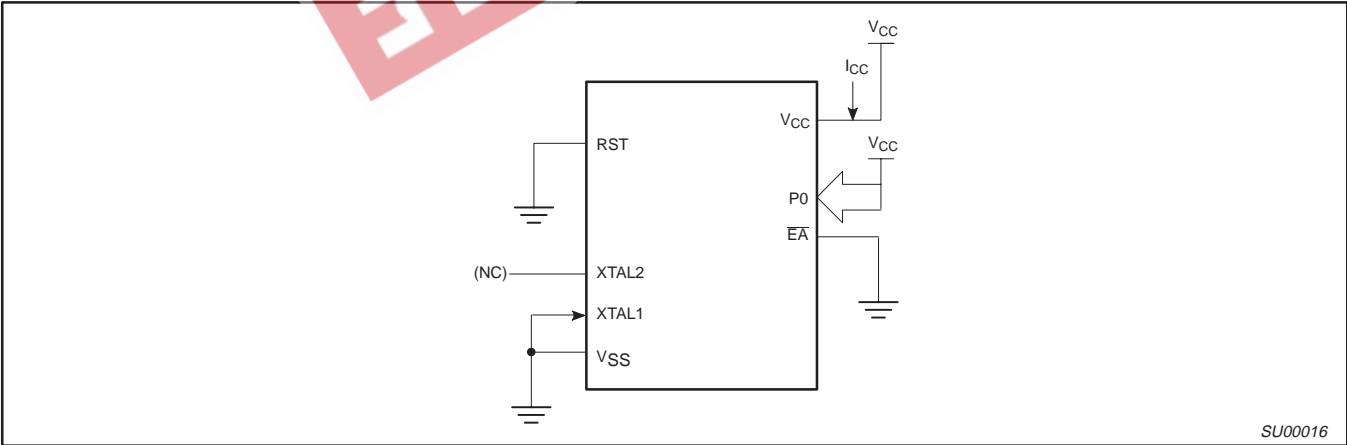 VCC
ICC
VCC
RST
VCC
P0
EA
(NC)
XTAL2
XTAL1
VSS
SU00016